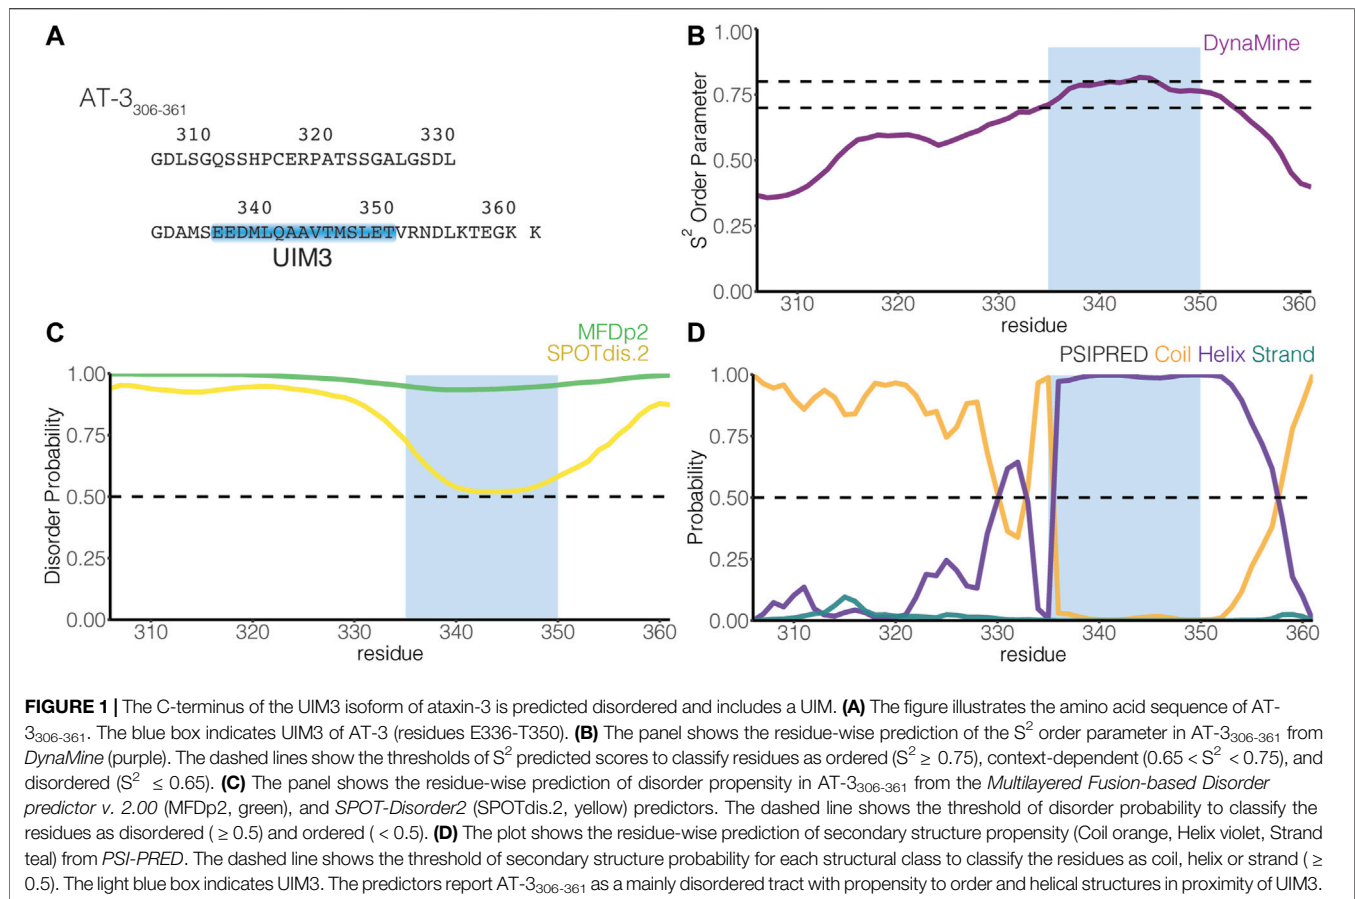 A
AT-3306-361
310 320 330
GDLSGQSSHPCERPATSSGALGSDL
340 350 360
GDAMSEEDMLQAAVTMSLETVRNDLKTEGK K
UIM3
B
DynaMine
1.00
0.75
0.50
0.25
0.00
S2 Order Parameter
310 320 330 340 350 360
residue
C
MFDp2
SPOTdis.2
1.00
0.75
0.50
0.25
0.00
Disorder Probability
310 320 330 340 350 360
residue
D
PSIPRED Coil Helix Strand
1.00
0.75
0.50
0.25
0.00
Probability
310 320 330 340 350 360
residue
FIGURE 1 | The C-terminus of the UIM3 isoform of ataxin-3 is predicted disordered and includes a UIM. (A) The figure illustrates the amino acid sequence of AT-
3306-361. The blue box indicates UIM3 of AT-3 (residues E336-T350). (B) The panel shows the residue-wise prediction of the S2 order parameter in AT-3306-361 from
DynaMine (purple). The dashed lines show the thresholds of S2 predicted scores to classify residues as ordered (S2 ≥ 0.75), context-dependent (0.65 < S2 < 0.75), and
disordered (S2 ≤ 0.65). (C) The panel shows the residue-wise prediction of disorder propensity in AT-3306-361 from the Multilayered Fusion-based Disorder
predictor v. 2.00 (MFDp2, green), and SPOT-Disorder2 (SPOTdis.2, yellow) predictors. The dashed line shows the threshold of disorder probability to classify the
residues as disordered ( ≥ 0.5) and ordered ( < 0.5). (D) The plot shows the residue-wise prediction of secondary structure propensity (Coil orange, Helix violet, Strand
teal) from PSI-PRED. The dashed line shows the threshold of secondary structure probability for each structural class to classify the residues as coil, helix or strand ( ≥
0.5). The light blue box indicates UIM3. The predictors report AT-3306-361 as a mainly disordered tract with propensity to order and helical structures in proximity of UIM3.